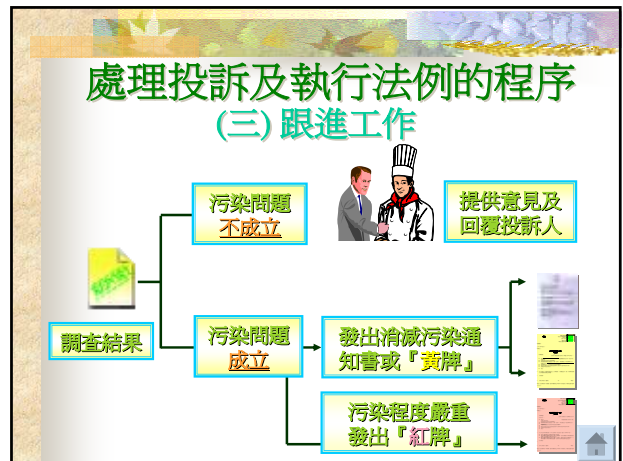 處理投訴及執行法例的程序
(三) 跟進工作
污染問題
不成立
提供意見及
回覆投訴人
調查結果
污染問題
成立
發出消減污染通
知書或『黃牌』
污染程度嚴重
發出『紅牌』